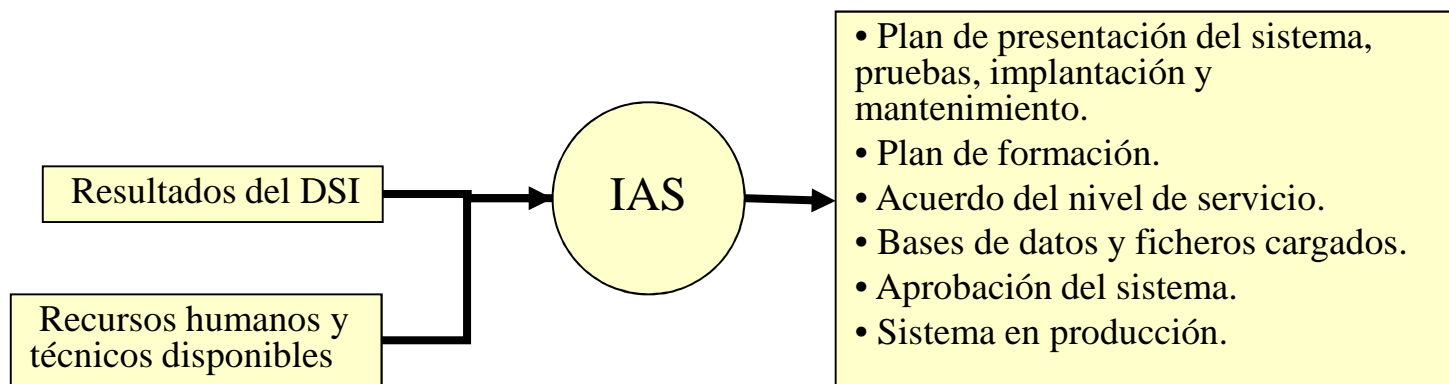 Resultados del DSI
Recursos humanos y
técnicos disponibles
IAS
• Plan de presentación del sistema,
pruebas, implantación y
mantenimiento.
• Plan de formación.
• Acuerdo del nivel de servicio.
• Bases de datos y ficheros cargados.
• Aprobación del sistema.
• Sistema en producción.